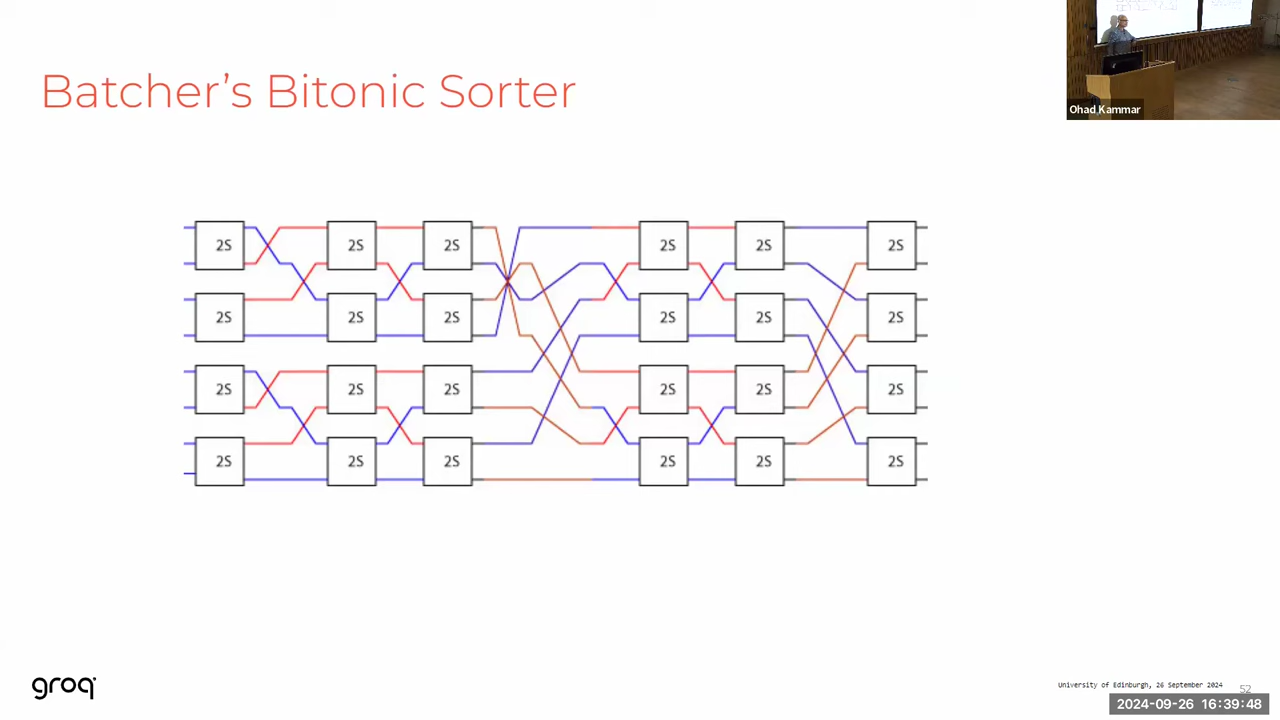 Batcher's Bitonic Sorter
Ohad Kammar
2S 2S 2S 2S 2S 2S
2S 2S 2S 2S 2S 2S
2S 2S 2S 2S 2S 2S
2S 2S 2S 2S 2S 2S
groq
University of Edinburgh, 26 September 2024
52
2024-09-26 16:39:48